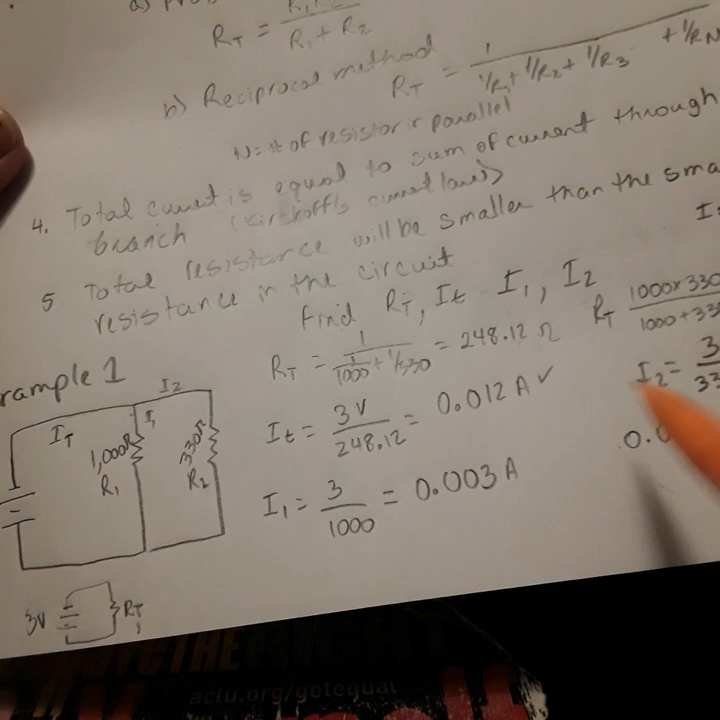 RT = R1R2
R1 + R2
b) Reciprocal method
RT = 1
1/R1 + 1/R2 + 1/R3 + 1/RN
N = # of resistor in parallel
4. Total current is equal to sum of current through
branch (Kirchoff's current laws)
5 Total resistance will be smaller than the sma
resistance in the circuit
I
Find RT, It I1, I2
Example 1
RT = 1 / (1/1000 + 1/330) = 248.12 Ω
RT 1000x330
1000+33
It = 3V / 248.12 = 0.012 A ✓
I2 = 3
33
0.0
I1 = 3 / 1000 = 0.003 A
IT
I1
I2
1,000Ω
R1
330Ω
R2
3V
RT
aclu.org/getequal